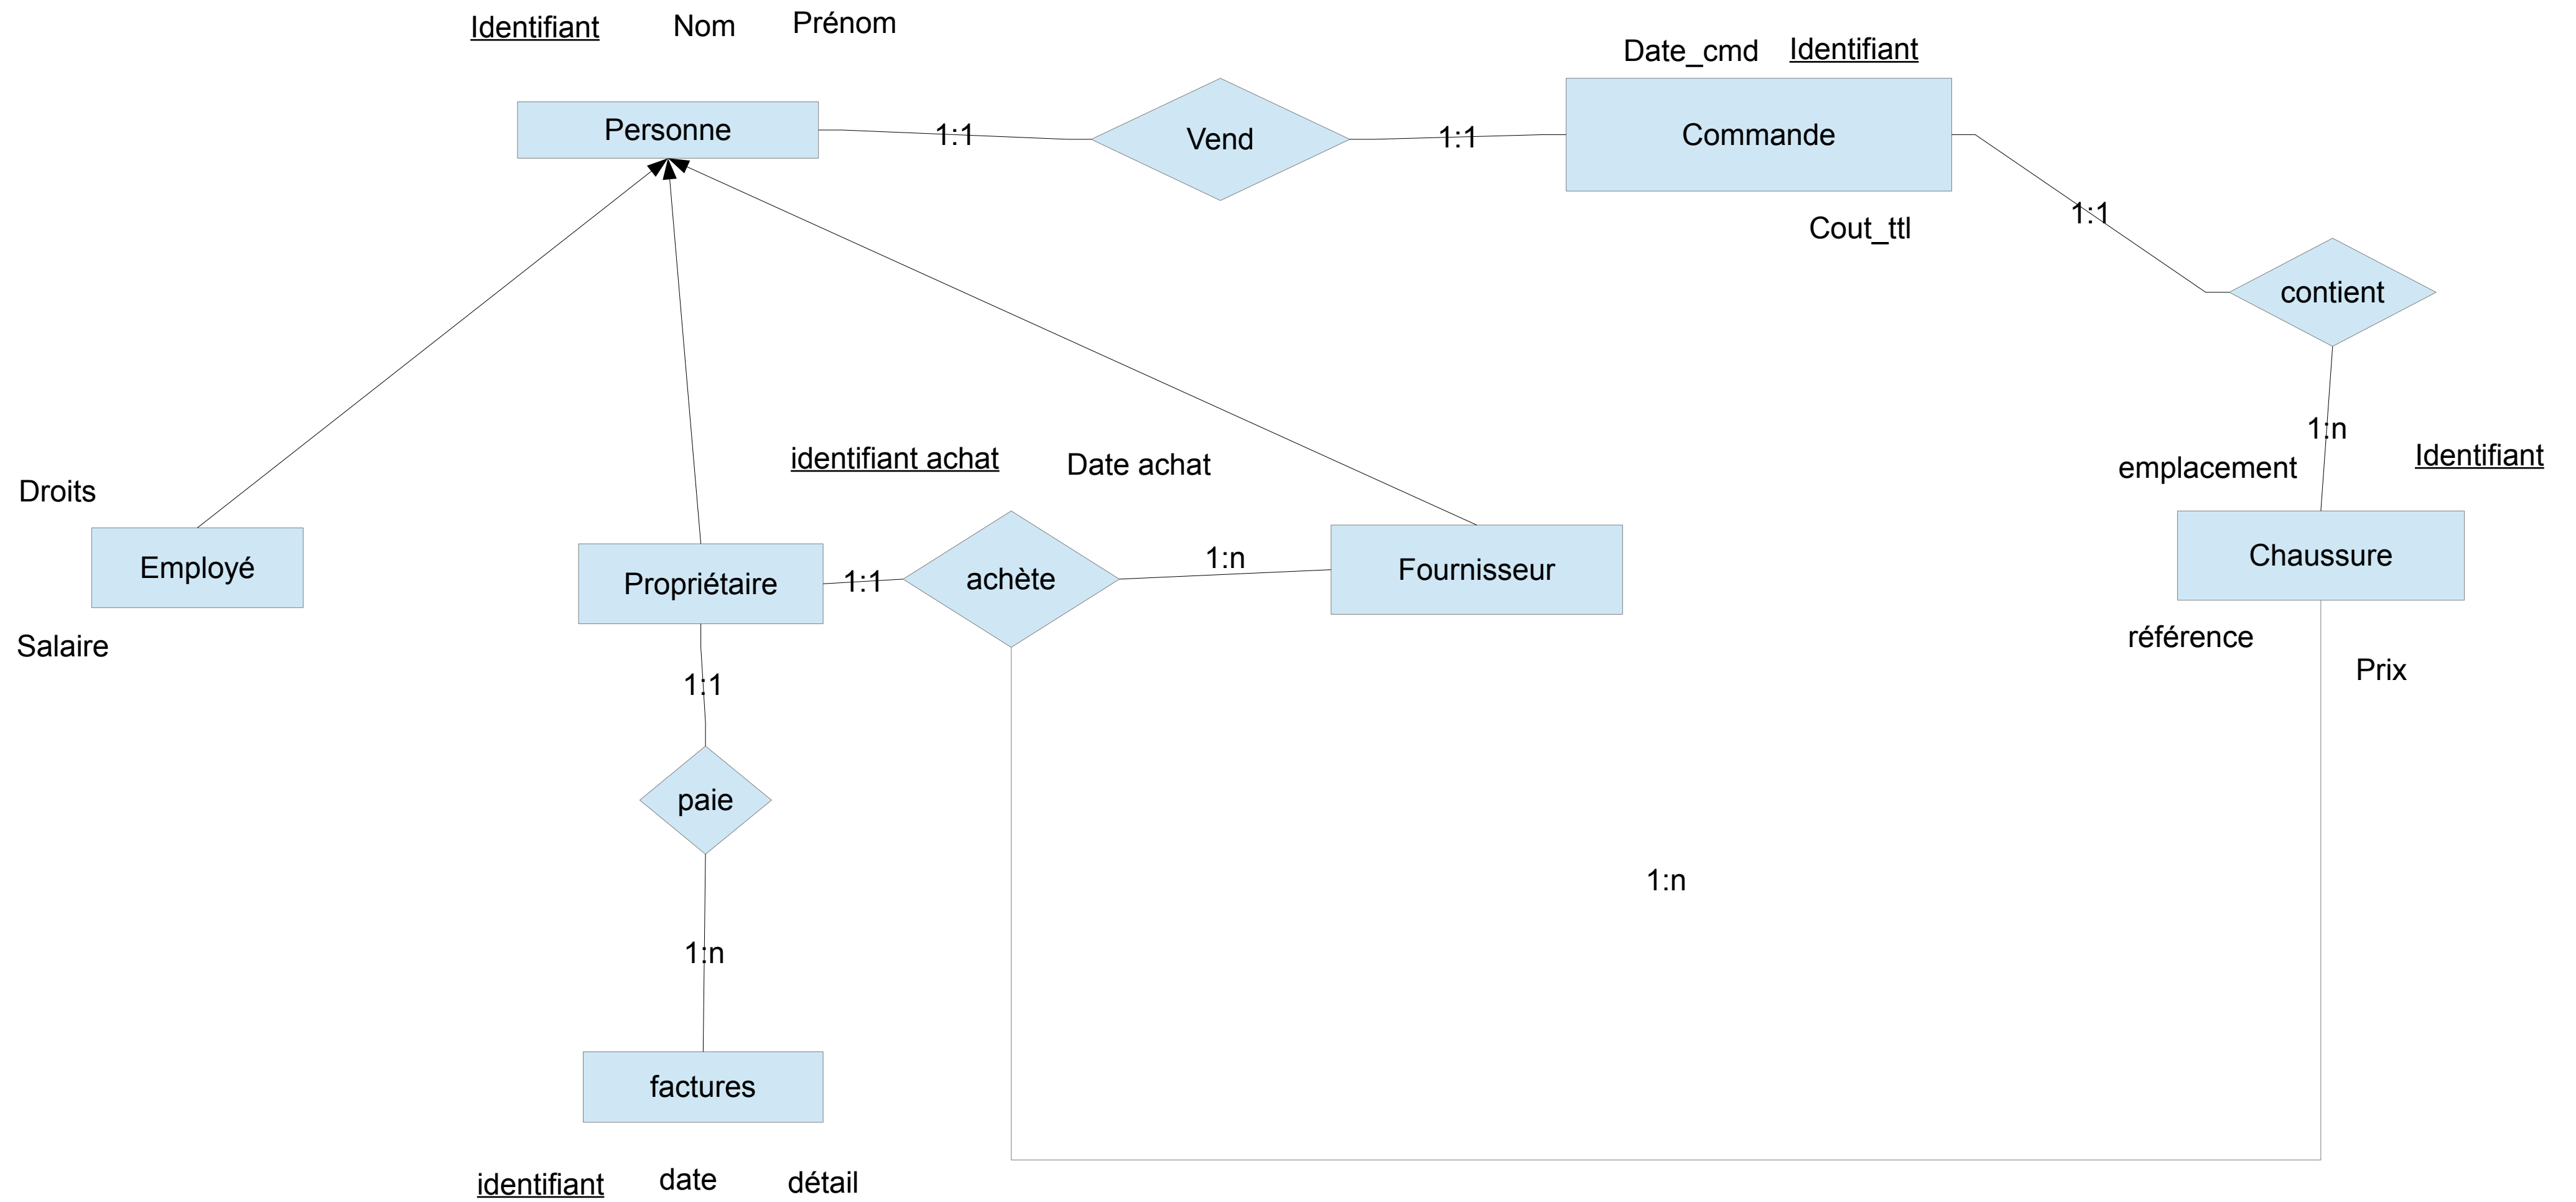 Identifiant
Nom
Prénom
Date_cmd
Identifiant
Personne
1:1
Vend
1:1
Commande
1:1
Cout_ttl
contient
1:n
identifiant achat
Date achat
emplacement
Identifiant
Droits
Employé
Propriétaire
1:1
achète
1:n
Fournisseur
Chaussure
Salaire
référence
Prix
1:1
paie
1:n
1:n
factures
identifiant
date
détail